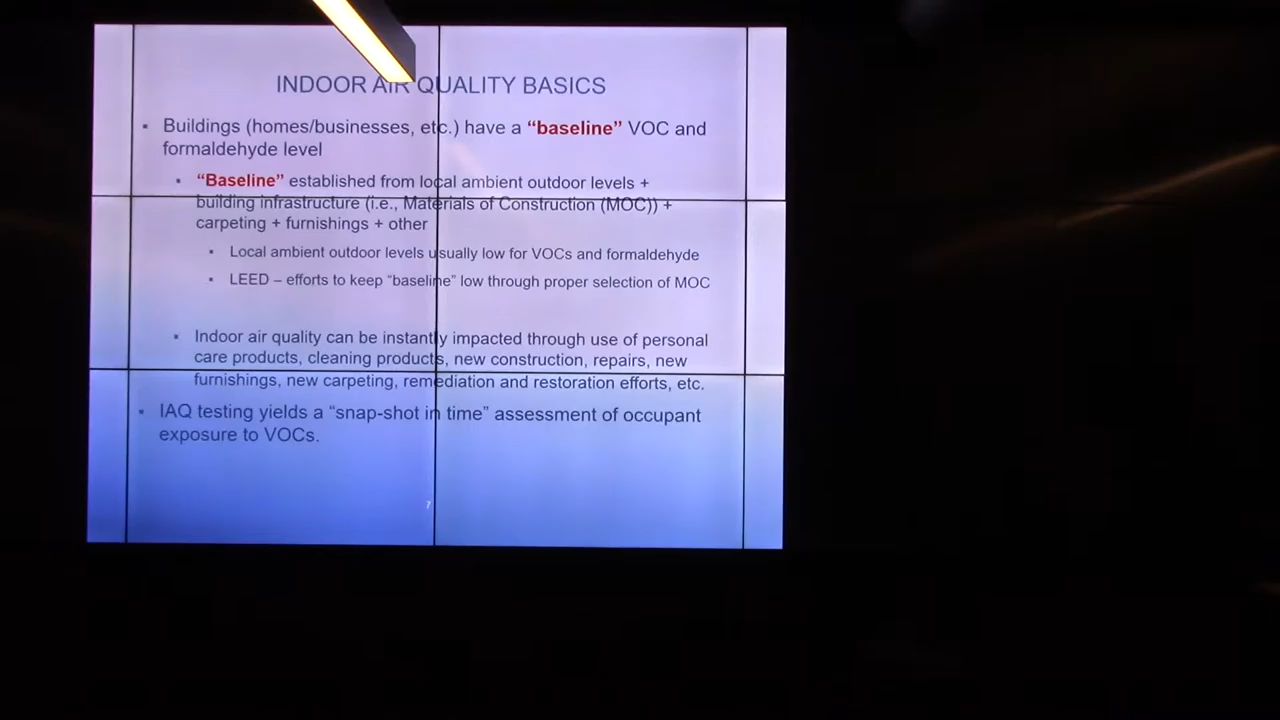 INDOOR AIR QUALITY BASICS
▪ Buildings (homes/businesses, etc.) have a “baseline” VOC and
formaldehyde level
▪ “Baseline” established from local ambient outdoor levels +
building infrastructure (i.e., Materials of Construction (MOC)) +
carpeting + furnishings + other
▪ Local ambient outdoor levels usually low for VOCs and formaldehyde
▪ LEED – efforts to keep “baseline” low through proper selection of MOC
▪ Indoor air quality can be instantly impacted through use of personal
care products, cleaning products, new construction, repairs, new
furnishings, new carpeting, remediation and restoration efforts, etc.
▪ IAQ testing yields a “snap-shot in time” assessment of occupant
exposure to VOCs.
7